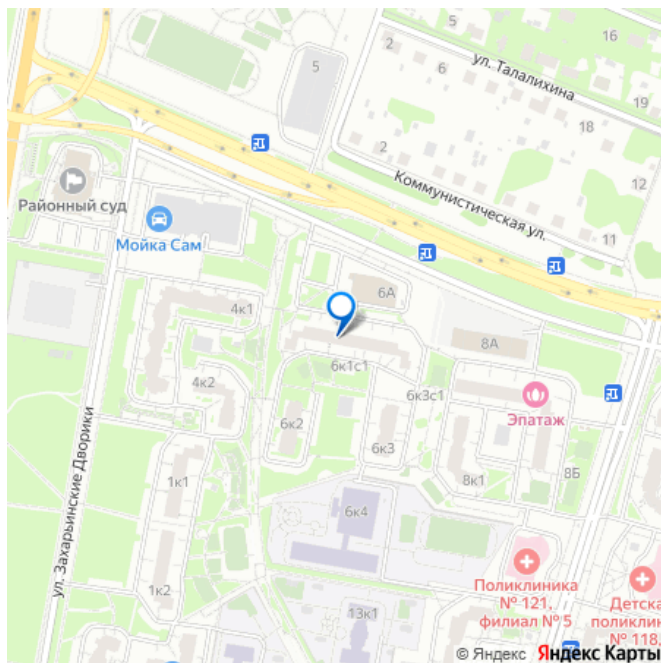 5
16
2
6
ул. Талалихина
5
19
18
2
Районный суд
Коммунистическая ул.
12
Мойка Сам
11
6А
4к1
8А
6к1с1
4к2
6к3с1
Эпатаж
6к2
6к3
ул. Захарьинские Дворики
8к1
8Б
1к1
6к4
Поликлиника
№ 121,
филиал № 5
1к2
Детска
поликлин
№ 118,
13к1
© Яндекс Яндекс Карты